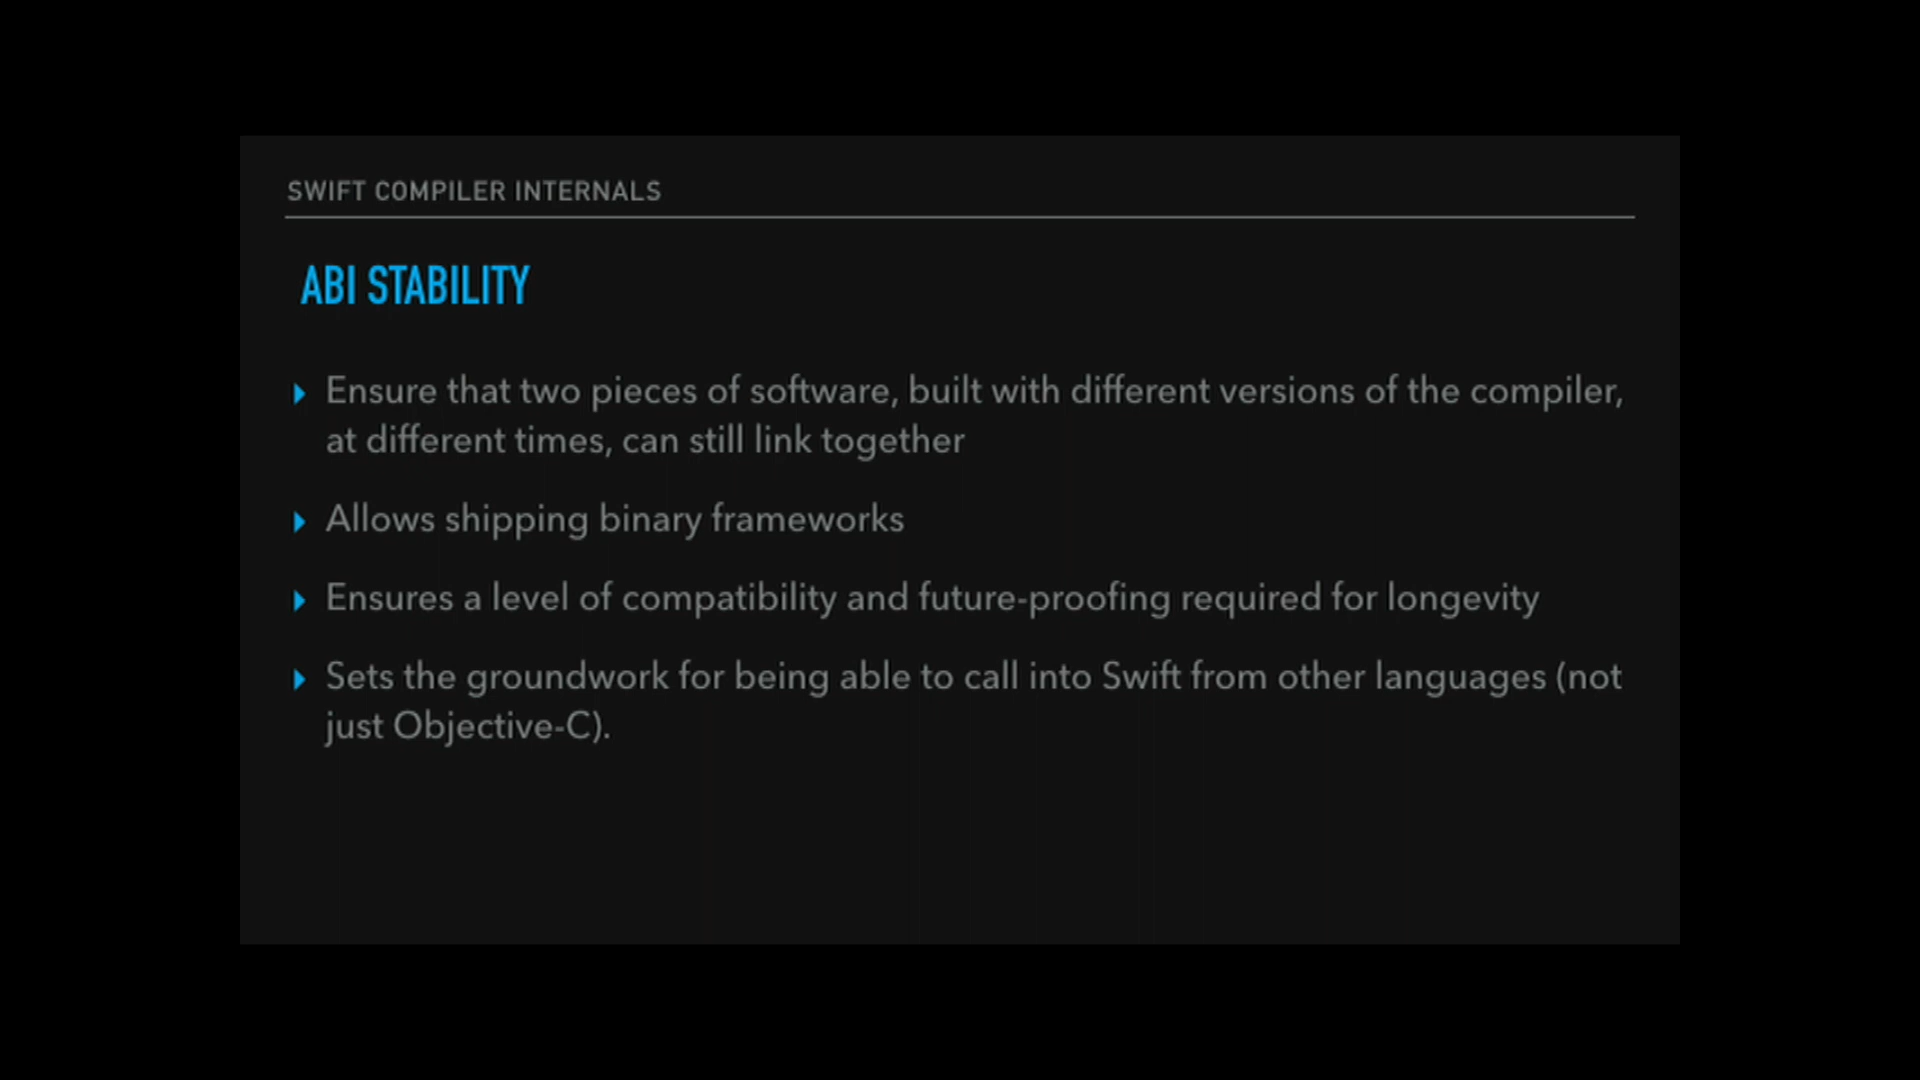 SWIFT COMPILER INTERNALS
ABI STABILITY
Ensure that two pieces of software, built with different versions of the compiler,
at different times, can still link together
Allows shipping binary frameworks
Ensures a level of compatibility and future-proofing required for longevity
Sets the groundwork for being able to call into Swift from other languages (not
just Objective-C).